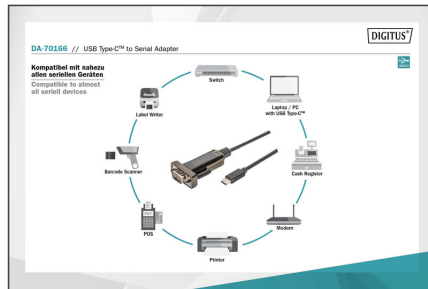 DIGITUS®
DA-70166 // USB Type-C™ to Serial Adapter
Kompatibel mit nahezu
allen seriellen Geräten
Compatible to almost
all seriell devices
Switch
Label Writer
Laptop / PC
with USB Type-C™
Barcode Scanner
Cash Register
POS
Modem
Printer